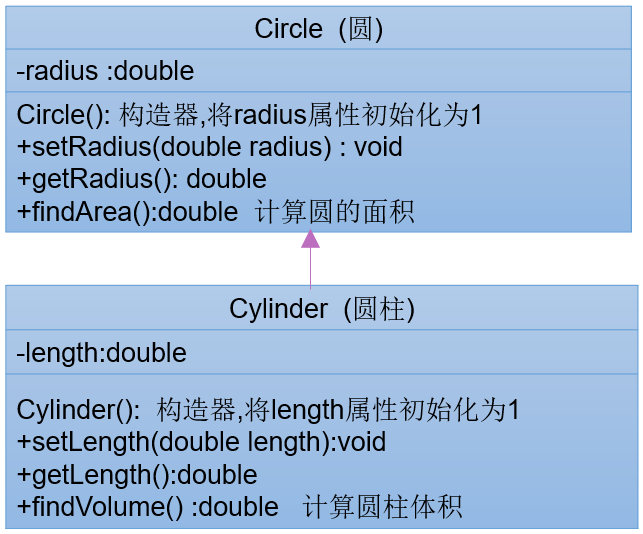 Circle (圆)
-radius :double
Circle(): 构造器,将radius属性初始化为1
+setRadius(double radius) : void
+getRadius(): double
+findArea():double 计算圆的面积
Cylinder (圆柱)
-length:double
Cylinder(): 构造器,将length属性初始化为1
+setLength(double length):void
+getLength():double
+findVolume() :double 计算圆柱体积